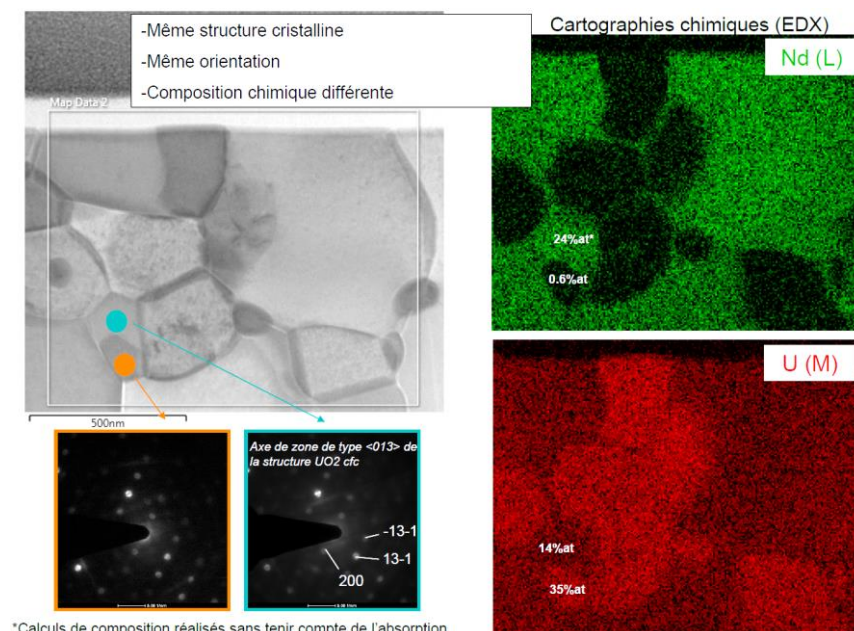 -Même structure cristalline
-Même orientation
-Composition chimique différente
Cartographies chimiques (EDX)
Nd (L)
Map Data 2
24%at*
0.6%at
U (M)
14%at
35%at
500nm
Axe de zone de type <013> de
la structure UO2 cfc
-13-1
13-1
200
*Calculs de composition réalisés sans tenir compte de l'absorption